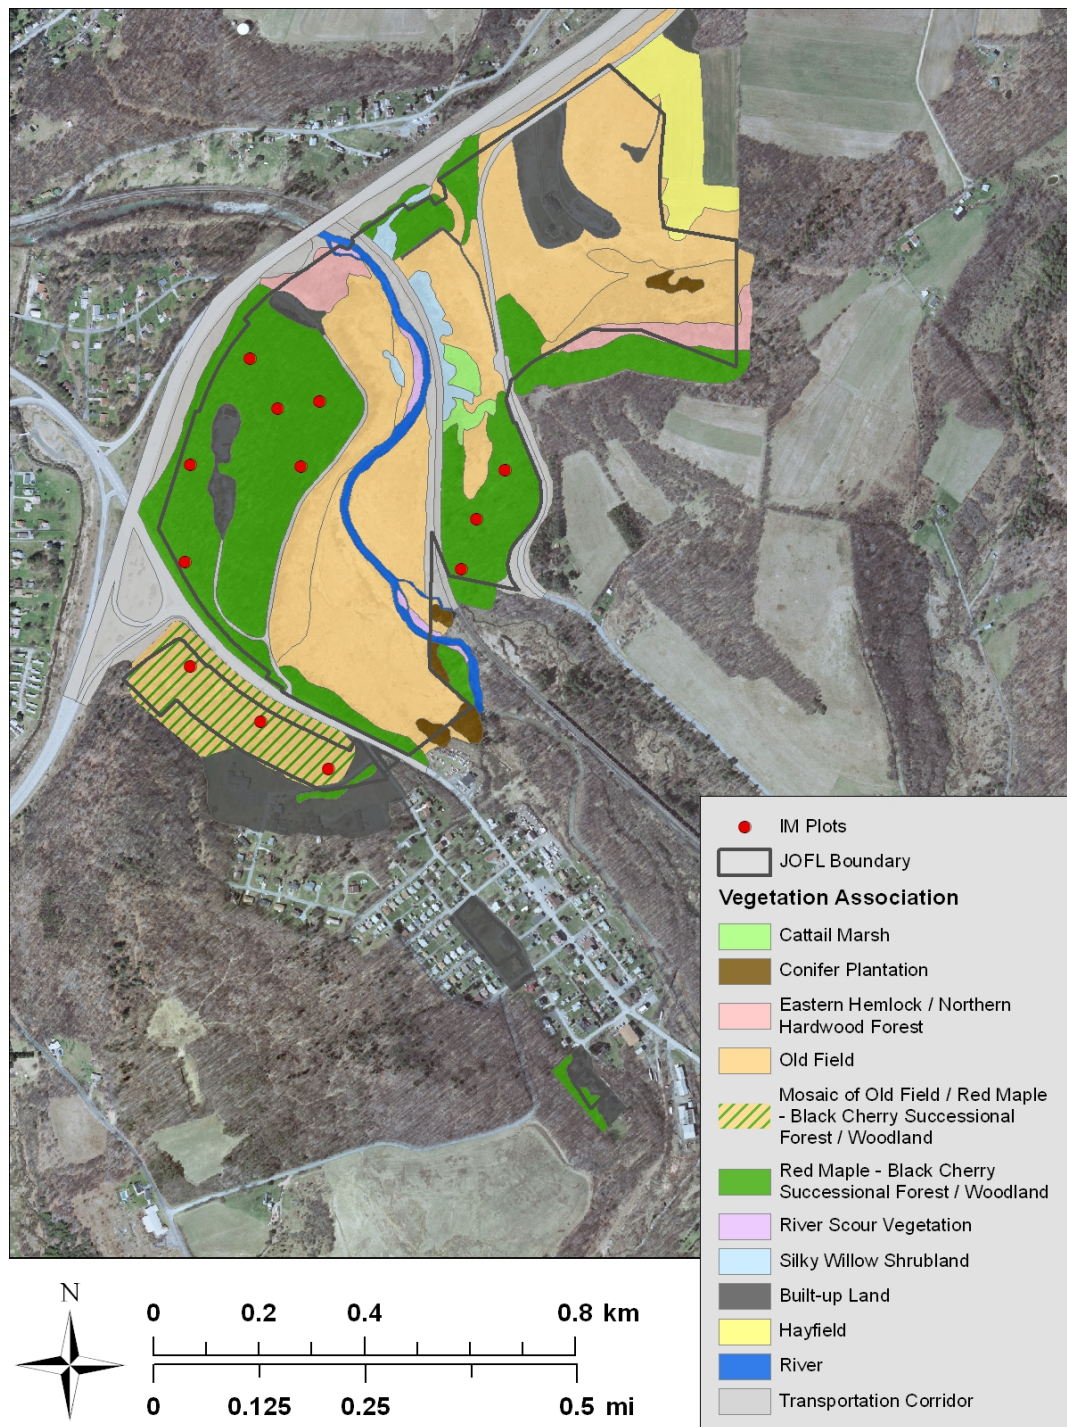 IM Plots
JOFL Boundary
Vegetation Association
Cattail Marsh
Conifer Plantation
Eastern Hemlock / Northern
Hardwood Forest
Old Field
Mosaic of Old Field / Red Maple
- Black Cherry Successional
Forest / Woodland
Red Maple - Black Cherry
Successional Forest / Woodland
River Scour Vegetation
Silky Willow Shrubland
Built-up Land
Hayfield
River
Transportation Corridor
N
0 0.2 0.4 0.8 km
0 0.125 0.25 0.5 mi